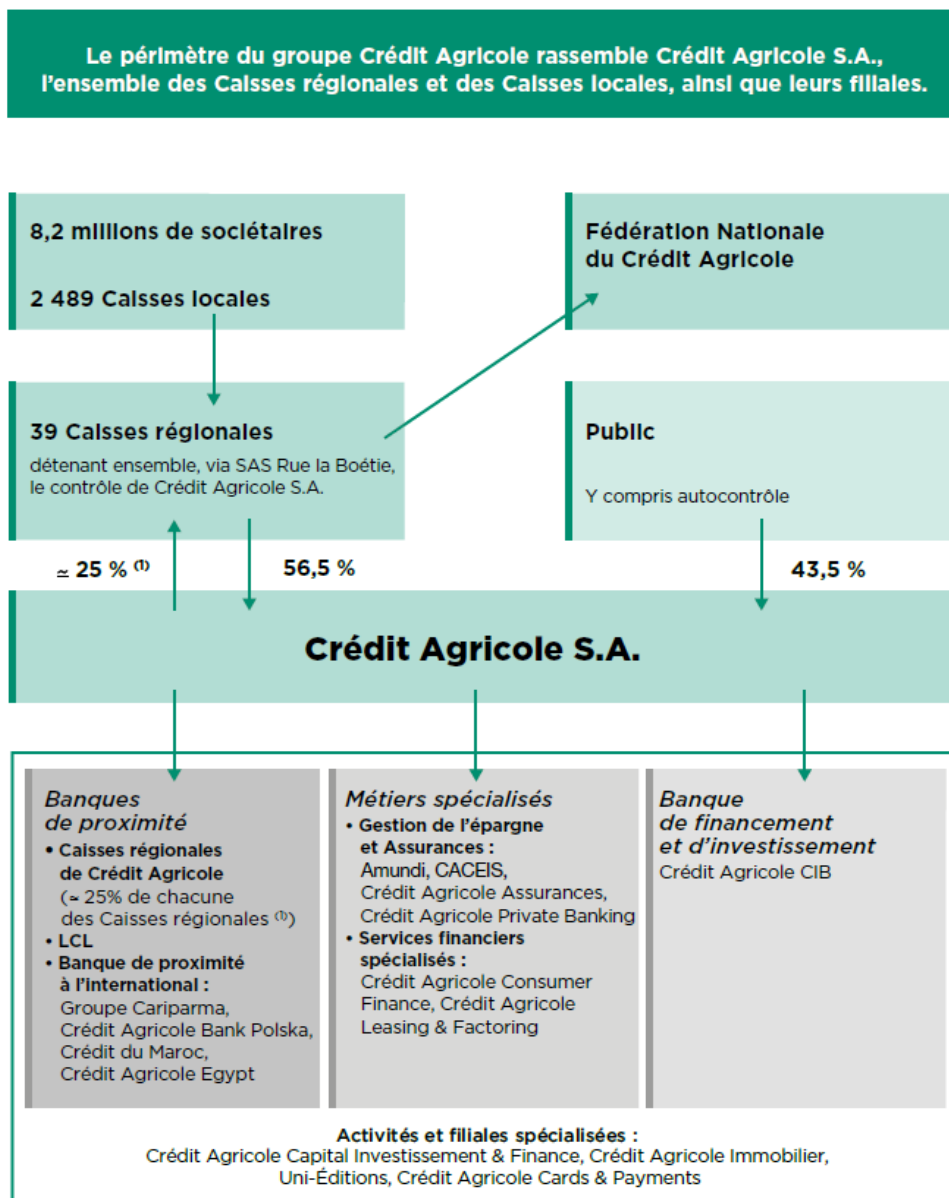 Le périmètre du groupe Crédit Agricole rassemble Crédit Agricole S.A.,
l'ensemble des Caisses régionales et des Caisses locales, ainsi que leurs filiales.
8,2 millions de sociétaires
2 489 Caisses locales
Fédération Nationale
du Crédit Agricole
39 Caisses régionales
détenant ensemble, via SAS Rue la Boétie,
le contrôle de Crédit Agricole S.A.
Public
Y compris autocontrôle
≃ 25 % (1)
56,5 %
43,5 %
Crédit Agricole S.A.
Banques
de proximité
• Caisses régionales
de Crédit Agricole
(≃ 25% de chacune
des Caisses régionales (1))
• LCL
• Banque de proximité
à l'international :
Groupe Cariparma,
Crédit Agricole Bank Polska,
Crédit du Maroc,
Crédit Agricole Egypt
Métiers spécialisés
• Gestion de l'épargne
et Assurances :
Amundi, CACEIS,
Crédit Agricole Assurances,
Crédit Agricole Private Banking
• Services financiers
spécialisés :
Crédit Agricole Consumer
Finance, Crédit Agricole
Leasing & Factoring
Banque
de financement
et d'investissement
Crédit Agricole CIB
Activités et filiales spécialisées :
Crédit Agricole Capital Investissement & Finance, Crédit Agricole Immobilier,
Uni-Éditions, Crédit Agricole Cards & Payments